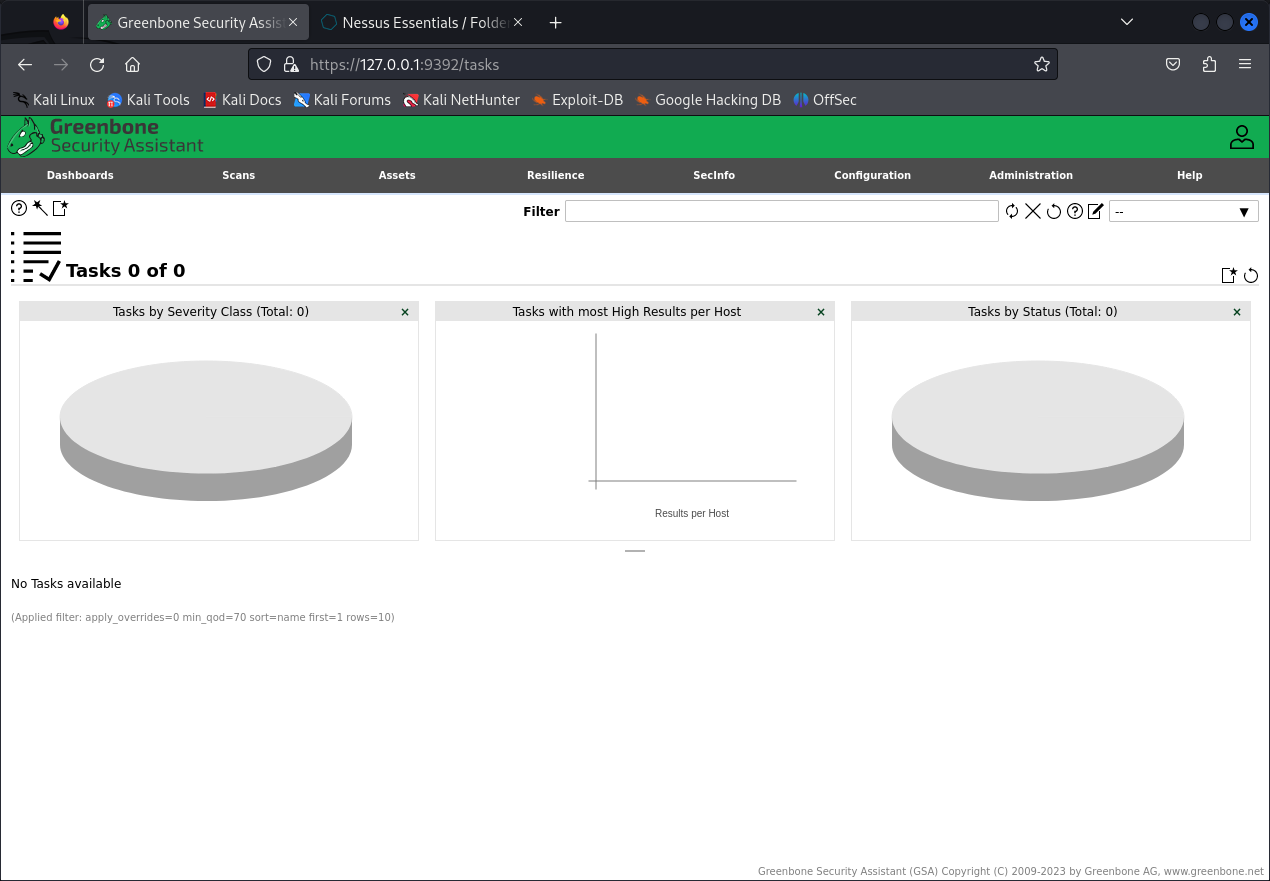 Greenbone Security Assis
Nessus Essentials / Folde
https://127.0.0.1:9392/tasks
Kali Linux Kali Tools Kali Docs Kali Forums Kali NetHunter Exploit-DB Google Hacking DB OffSec
Greenbone
Security Assistant
Dashboards Scans Assets Resilience SecInfo Configuration Administration Help
Filter --
Tasks 0 of 0
Tasks by Severity Class (Total: 0)
Tasks with most High Results per Host
Results per Host
Tasks by Status (Total: 0)
No Tasks available
(Applied filter: apply_overrides=0 min_qod=70 sort=name first=1 rows=10)
Greenbone Security Assistant (GSA) Copyright (C) 2009-2023 by Greenbone AG, www.greenbone.net